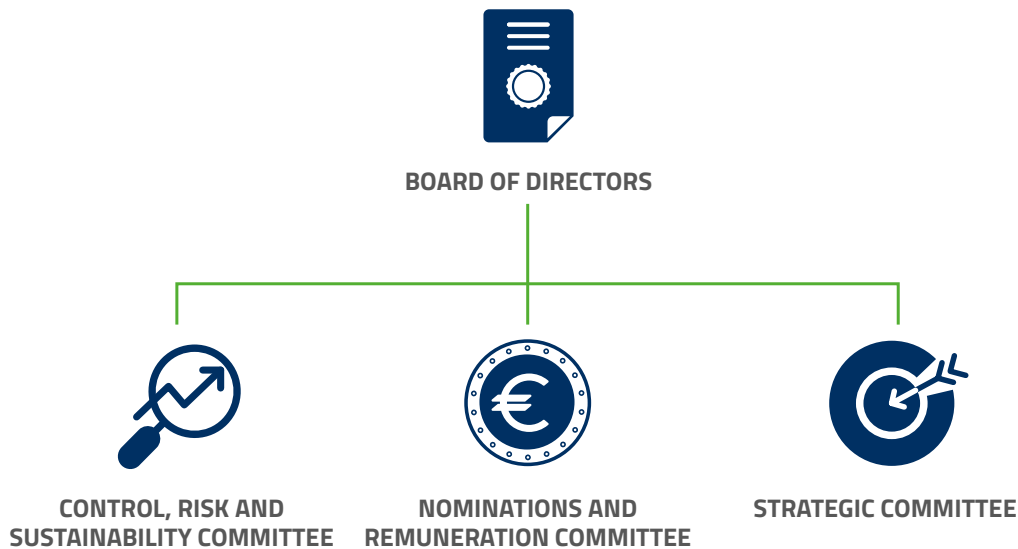 BOARD OF DIRECTORS
CONTROL, RISK AND
SUSTAINABILITY COMMITTEE
NOMINATIONS AND
REMUNERATION COMMITTEE
STRATEGIC COMMITTEE